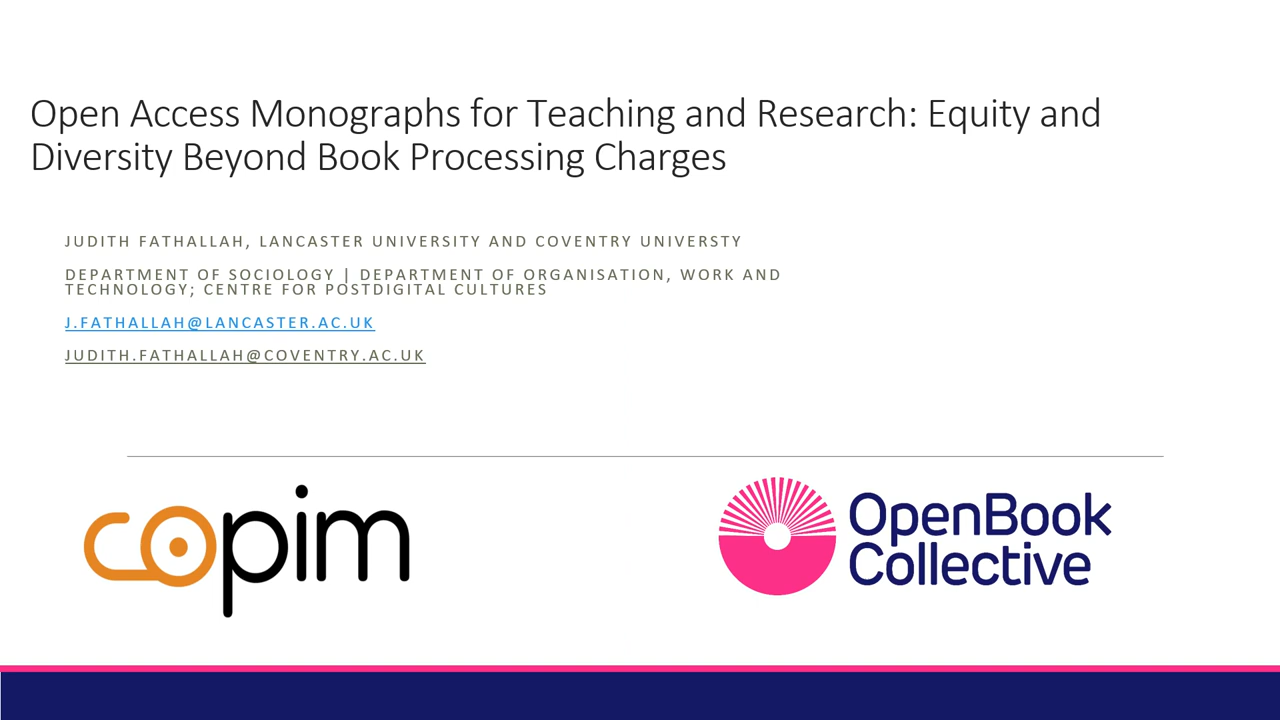 Open Access Monographs for Teaching and Research: Equity and
Diversity Beyond Book Processing Charges
JUDITH FATHALLAH, LANCASTER UNIVERSITY AND COVENTRY UNIVERSTY
DEPARTMENT OF SOCIOLOGY | DEPARTMENT OF ORGANISATION, WORK AND
TECHNOLOGY; CENTRE FOR POSTDIGITAL CULTURES
J.FATHALLAH@LANCASTER.AC.UK
JUDITH.FATHALLAH@COVENTRY.AC.UK
copim
OpenBook
Collective